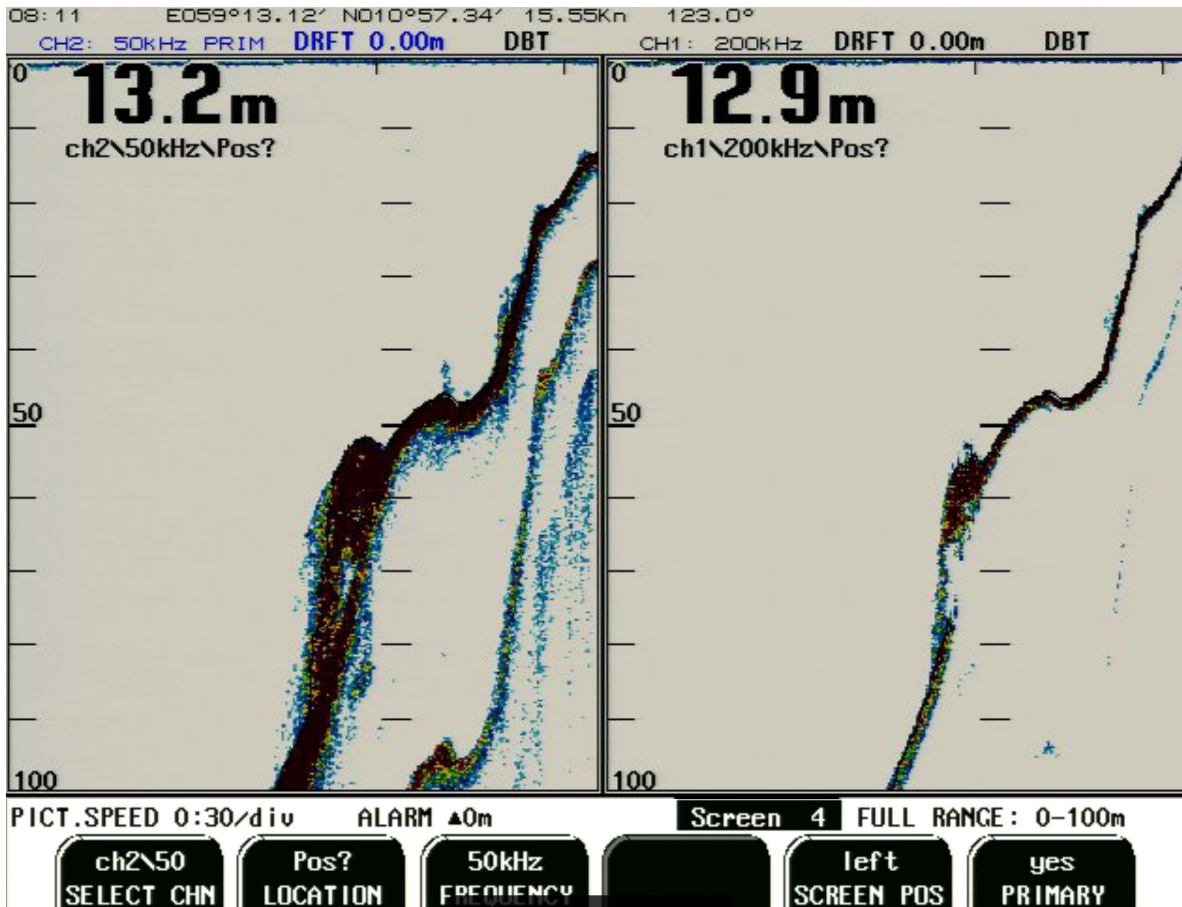 08:11 E059°13.12′ N010°57.34′ 15.55Kn 123.0°
CH2: 50kHz PRIM DRFT 0.00m DBT
CH1: 200kHz DRFT 0.00m DBT
0
13.2m
ch2\50kHz\Pos?
50
100
0
12.9m
ch1\200kHz\Pos?
50
100
PICT.SPEED 0:30/div ALARM ▲0m Screen 4 FULL RANGE: 0-100m
ch2\50
SELECT CHN
Pos?
LOCATION
50kHz
FREQUENCY
left
SCREEN POS
yes
PRIMARY